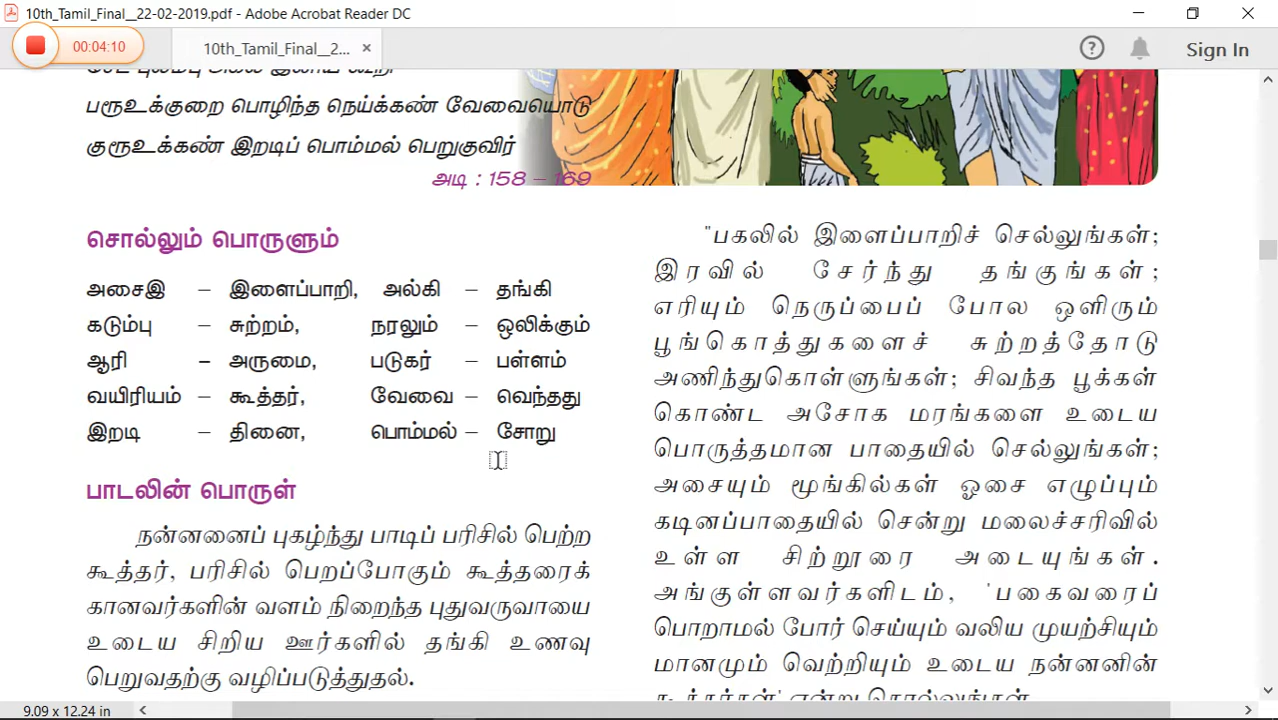 10th_Tamil_Final__22-02-2019.pdf - Adobe Acrobat Reader DC
00:04:10
10th_Tamil_Final__2... ×
? Sign In
பரூஉக்குறை பொழிந்த நெய்க்கண் வேவையொடு
குரூஉக்கண் இறடிப் பொம்மல் பெறுகுவிர்
அடி : 158 – 169
சொல்லும் பொருளும்
அசைஇ – இளைப்பாறி, அல்கி – தங்கி
கடும்பு – சுற்றம், நரலும் – ஒலிக்கும்
ஆரி – அருமை, படுகர் – பள்ளம்
வயிரியம் – கூத்தர், வேவை – வெந்தது
இறடி – தினை, பொம்மல் – சோறு
பாடலின் பொருள்
நன்னனைப் புகழ்ந்து பாடிப் பரிசில் பெற்ற
கூத்தர், பரிசில் பெறப்போகும் கூத்தரைக்
கானவர்களின் வளம் நிறைந்த புதுவருவாயை
உடைய சிறிய ஊர்களில் தங்கி உணவு
பெறுவதற்கு வழிப்படுத்துதல்.
"பகலில் இளைப்பாறிச் செல்லுங்கள்;
இரவில் சேர்ந்து தங்குங்கள்;
எரியும் நெருப்பைப் போல ஒளிரும்
பூங்கொத்துகளைச் சுற்றத்தோடு
அணிந்துகொள்ளுங்கள்; சிவந்த பூக்கள்
கொண்ட அசோக மரங்களை உடைய
பொருத்தமான பாதையில் செல்லுங்கள்;
அசையும் மூங்கில்கள் ஓசை எழுப்பும்
கடினப்பாதையில் சென்று மலைச்சரிவில்
உள்ள சிற்றூரை அடையுங்கள்.
அங்குள்ளவர்களிடம், 'பகைவரைப்
பொறாமல் போர் செய்யும் வலிய முயற்சியும்
மானமும் வெற்றியும் உடைய நன்னனின்
கூத்தர்கள்' என்று சொல்லுங்கள்.
9.09 x 12.24 in